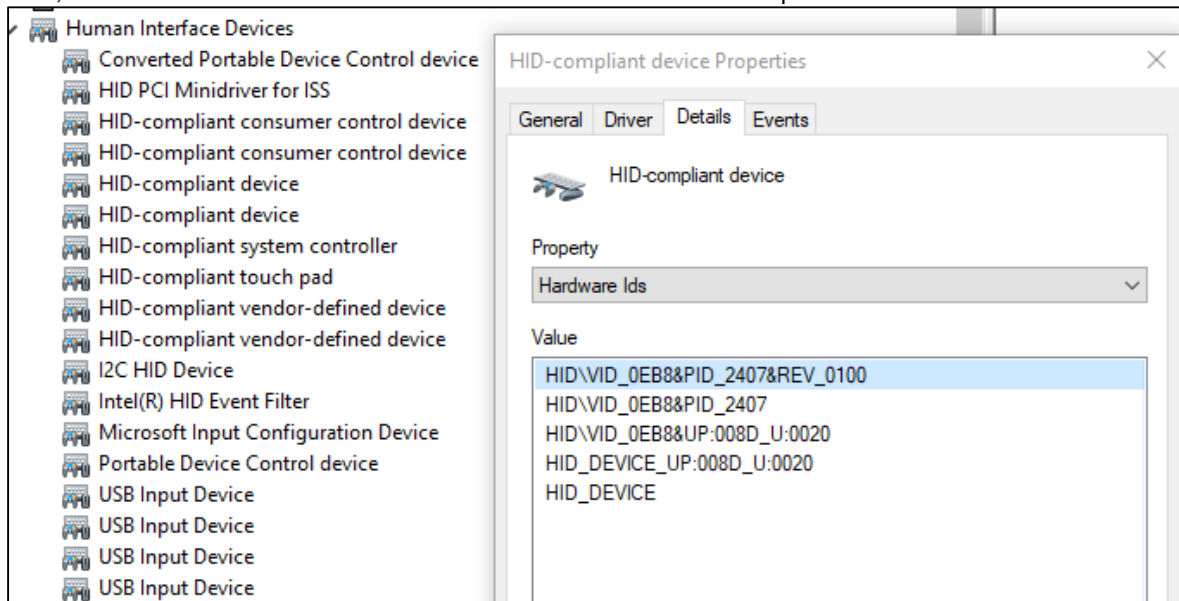 Human Interface Devices
Converted Portable Device Control device
HID PCI Minidriver for ISS
HID-compliant consumer control device
HID-compliant consumer control device
HID-compliant device
HID-compliant device
HID-compliant system controller
HID-compliant touch pad
HID-compliant vendor-defined device
HID-compliant vendor-defined device
I2C HID Device
Intel(R) HID Event Filter
Microsoft Input Configuration Device
Portable Device Control device
USB Input Device
USB Input Device
USB Input Device
USB Input Device
HID-compliant device Properties
General Driver Details Events
HID-compliant device
Property
Hardware Ids
Value
HID\VID_0EB8&PID_2407&REV_0100
HID\VID_0EB8&PID_2407
HID\VID_0EB8&UP:008D_U:0020
HID_DEVICE_UP:008D_U:0020
HID_DEVICE